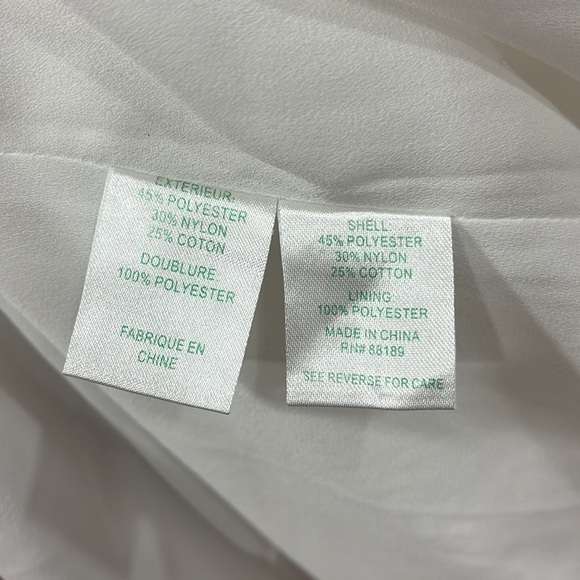 EXTERIEUR:
45% POLYESTER
30% NYLON
25% COTON
DOUBLURE:
100% POLYESTER
FABRIQUE EN
CHINE
SHELL:
45% POLYESTER
30% NYLON
25% COTTON
LINING:
100% POLYESTER
MADE IN CHINA
RN# 88189
SEE REVERSE FOR CARE